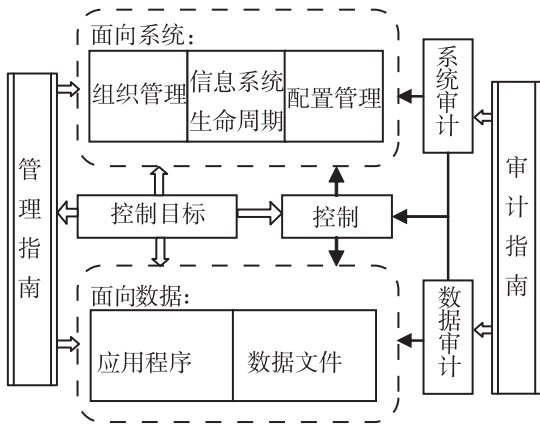 面向系统：
组织管理
信息系统
生命周期
配置管理
系统审计
管理指南
控制目标
控制
审计指南
面向数据：
应用程序
数据文件
数据审计